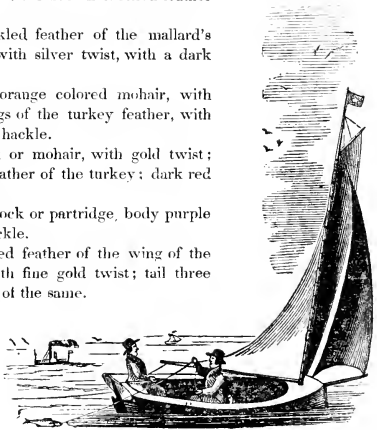 kled feather of the mallard's
with silver twist, with a dark
orange colored mohair, with
gs of the turkey feather, with
hackle.
or mohair, with gold twist;
ather of the turkey; dark red
ock or partridge, body purple
kle.
ed feather of the wing of the
th fine gold twist; tail three
of the same.